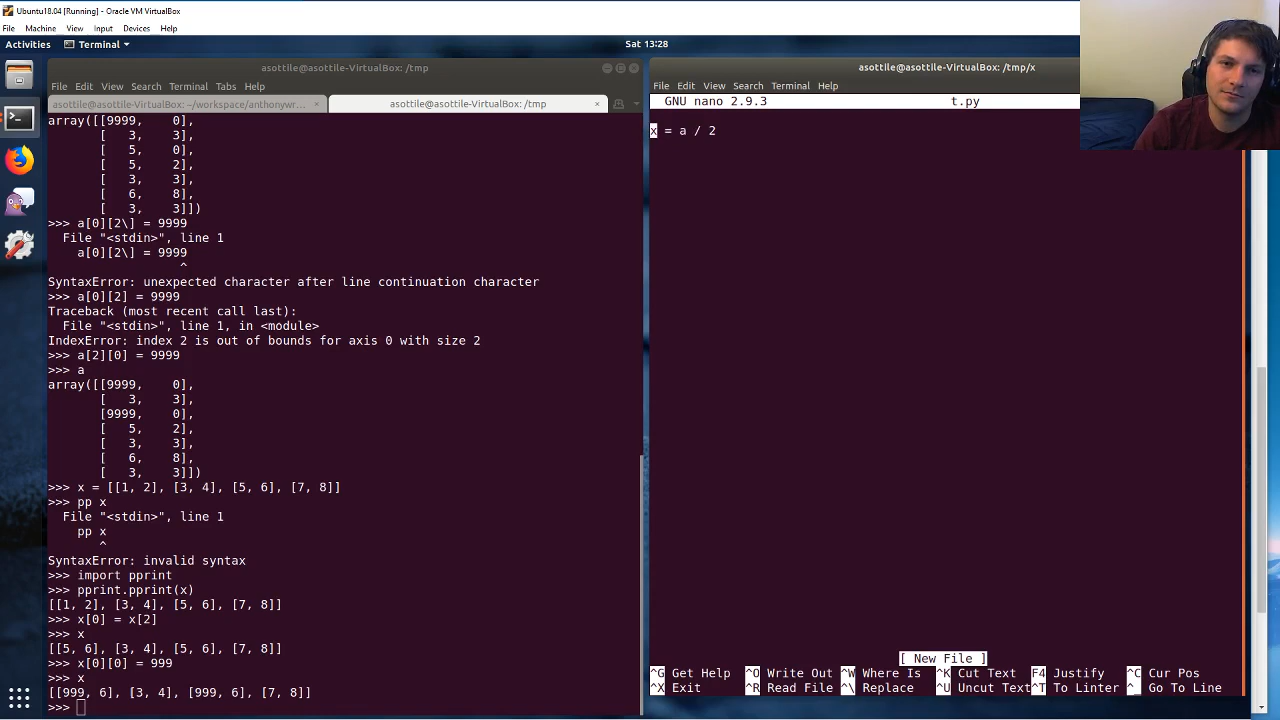 Ubuntu18.04 [Running] - Oracle VM VirtualBox
File Machine View Input Devices Help
Activities Terminal Sat 13:28
asottile@asottile-VirtualBox: /tmp
File Edit View Search Terminal Tabs Help
asottile@asottile-VirtualBox: ~/workspace/anthonywr... × asottile@asottile-VirtualBox: /tmp ×
array([[9999,    0],
       [   3,    3],
       [   5,    0],
       [   5,    2],
       [   3,    3],
       [   6,    8],
       [   3,    3]])
>>> a[0][2\] = 9999
  File "<stdin>", line 1
    a[0][2\] = 9999
                  ^
SyntaxError: unexpected character after line continuation character
>>> a[0][2] = 9999
Traceback (most recent call last):
  File "<stdin>", line 1, in <module>
IndexError: index 2 is out of bounds for axis 0 with size 2
>>> a[2][0] = 9999
>>> a
array([[9999,    0],
       [   3,    3],
       [9999,    0],
       [   5,    2],
       [   3,    3],
       [   6,    8],
       [   3,    3]])
>>> x = [[1, 2], [3, 4], [5, 6], [7, 8]]
>>> pp x
  File "<stdin>", line 1
    pp x
       ^
SyntaxError: invalid syntax
>>> import pprint
>>> pprint.pprint(x)
[[1, 2], [3, 4], [5, 6], [7, 8]]
>>> x[0] = x[2]
>>> x
[[5, 6], [3, 4], [5, 6], [7, 8]]
>>> x[0][0] = 999
>>> x
[[999, 6], [3, 4], [999, 6], [7, 8]]
>>>
asottile@asottile-VirtualBox: /tmp/x
File Edit View Search Terminal Help
GNU nano 2.9.3 t.py
x = a / 2
[ New File ]
^G Get Help ^O Write Out ^W Where Is ^K Cut Text F4 Justify ^C Cur Pos
^X Exit ^R Read File ^\ Replace ^U Uncut Text ^T To Linter ^_ Go To Line